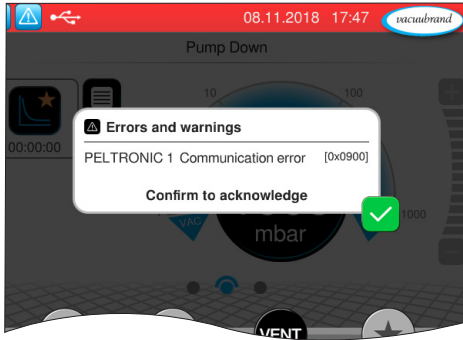 08.11.2018 17:47 vacuubrand
Pump Down
10 100
Errors and warnings
00:00:00
PELTRONIC 1 Communication error [0x0900]
Confirm to acknowledge
VAC
1000
mbar
VENT